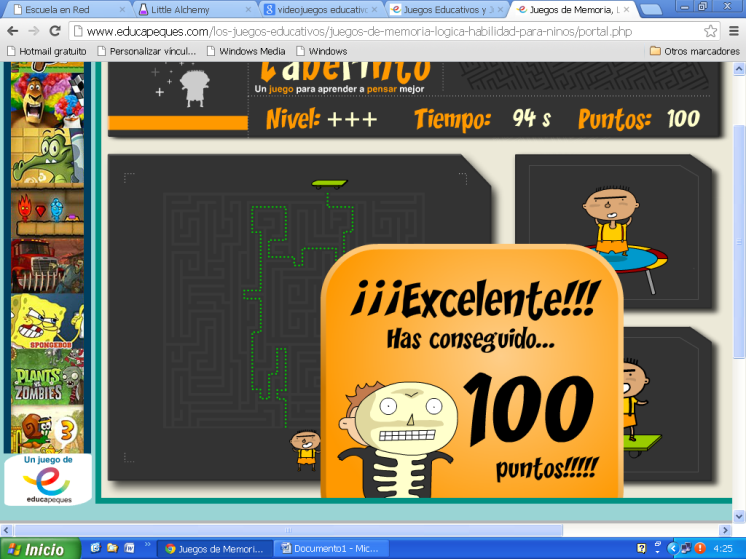 Escuela en Red
Little Alchemy
videojuegos educativo
Juegos Educativos y J
Juegos de Memoria, L
www.educapeques.com/los-juegos-educativos/juegos-de-memoria-logica-habilidad-para-ninos/portal.php
Hotmail gratuito
Personalizar víncul...
Windows Media
Windows
Otros marcadores
Laberinto
Un juego para aprender a pensar mejor
Nivel: +++
Tiempo: 94 s
Puntos: 100
¡¡¡Excelente!!!
Has conseguido...
100
puntos!!!!!
SPONGEBOB
PLANTS VS. ZOMBIES
3
Un juego de
educapeques
Inicio
Juegos de Memori...
Documento1 - Mic...
4:25